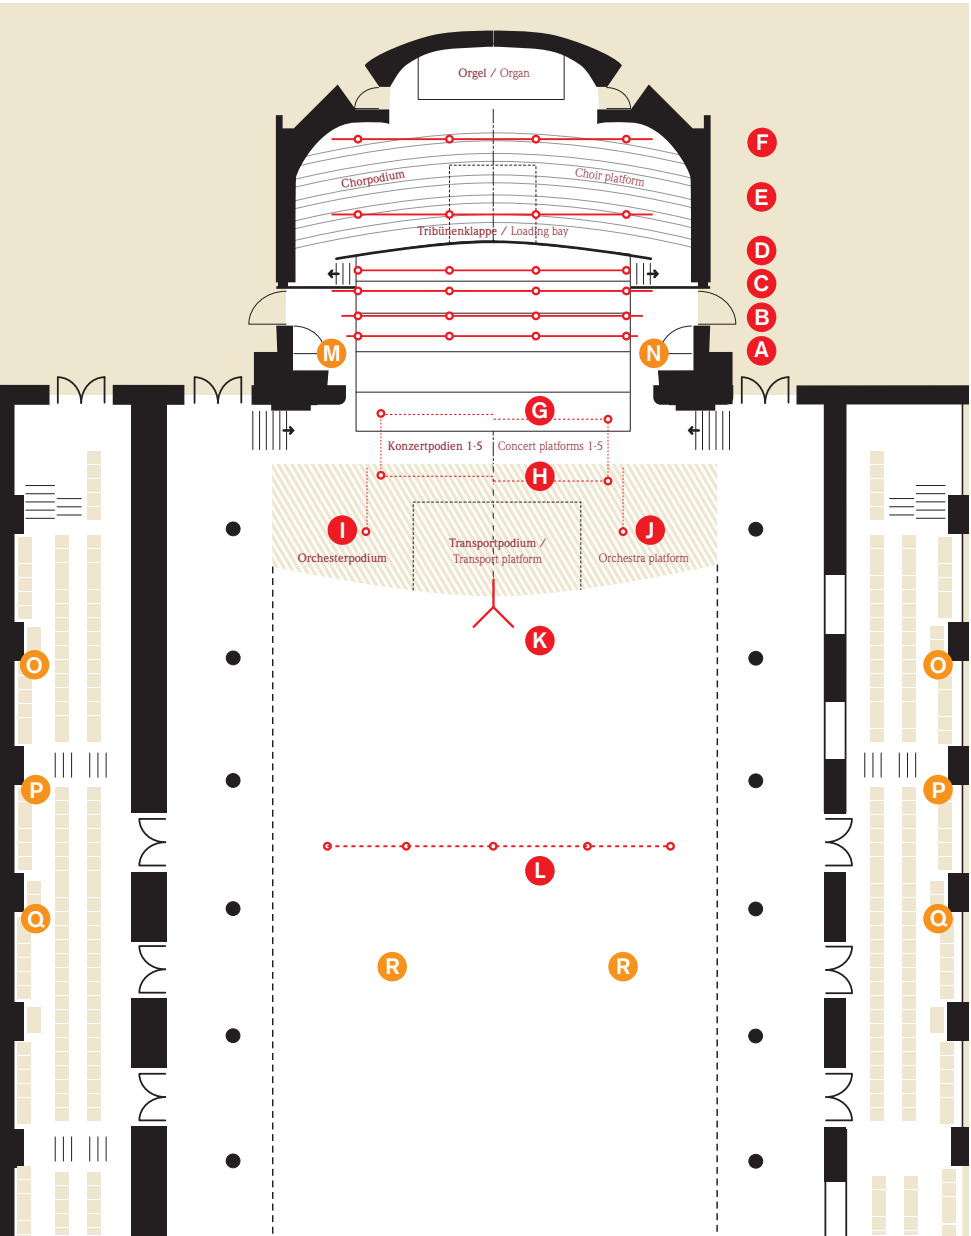 Orgel / Organ
F
Chorpodium
Choir platform
E
Tribünenklappe / Loading bay
D
C
B
M
N
A
G
Konzertpodien 1-5
Concert platforms 1-5
H
I
J
Transportpodium /
Transport platform
Orchesterpodium
Orchestra platform
K
O
O
P
P
L
Q
Q
R
R